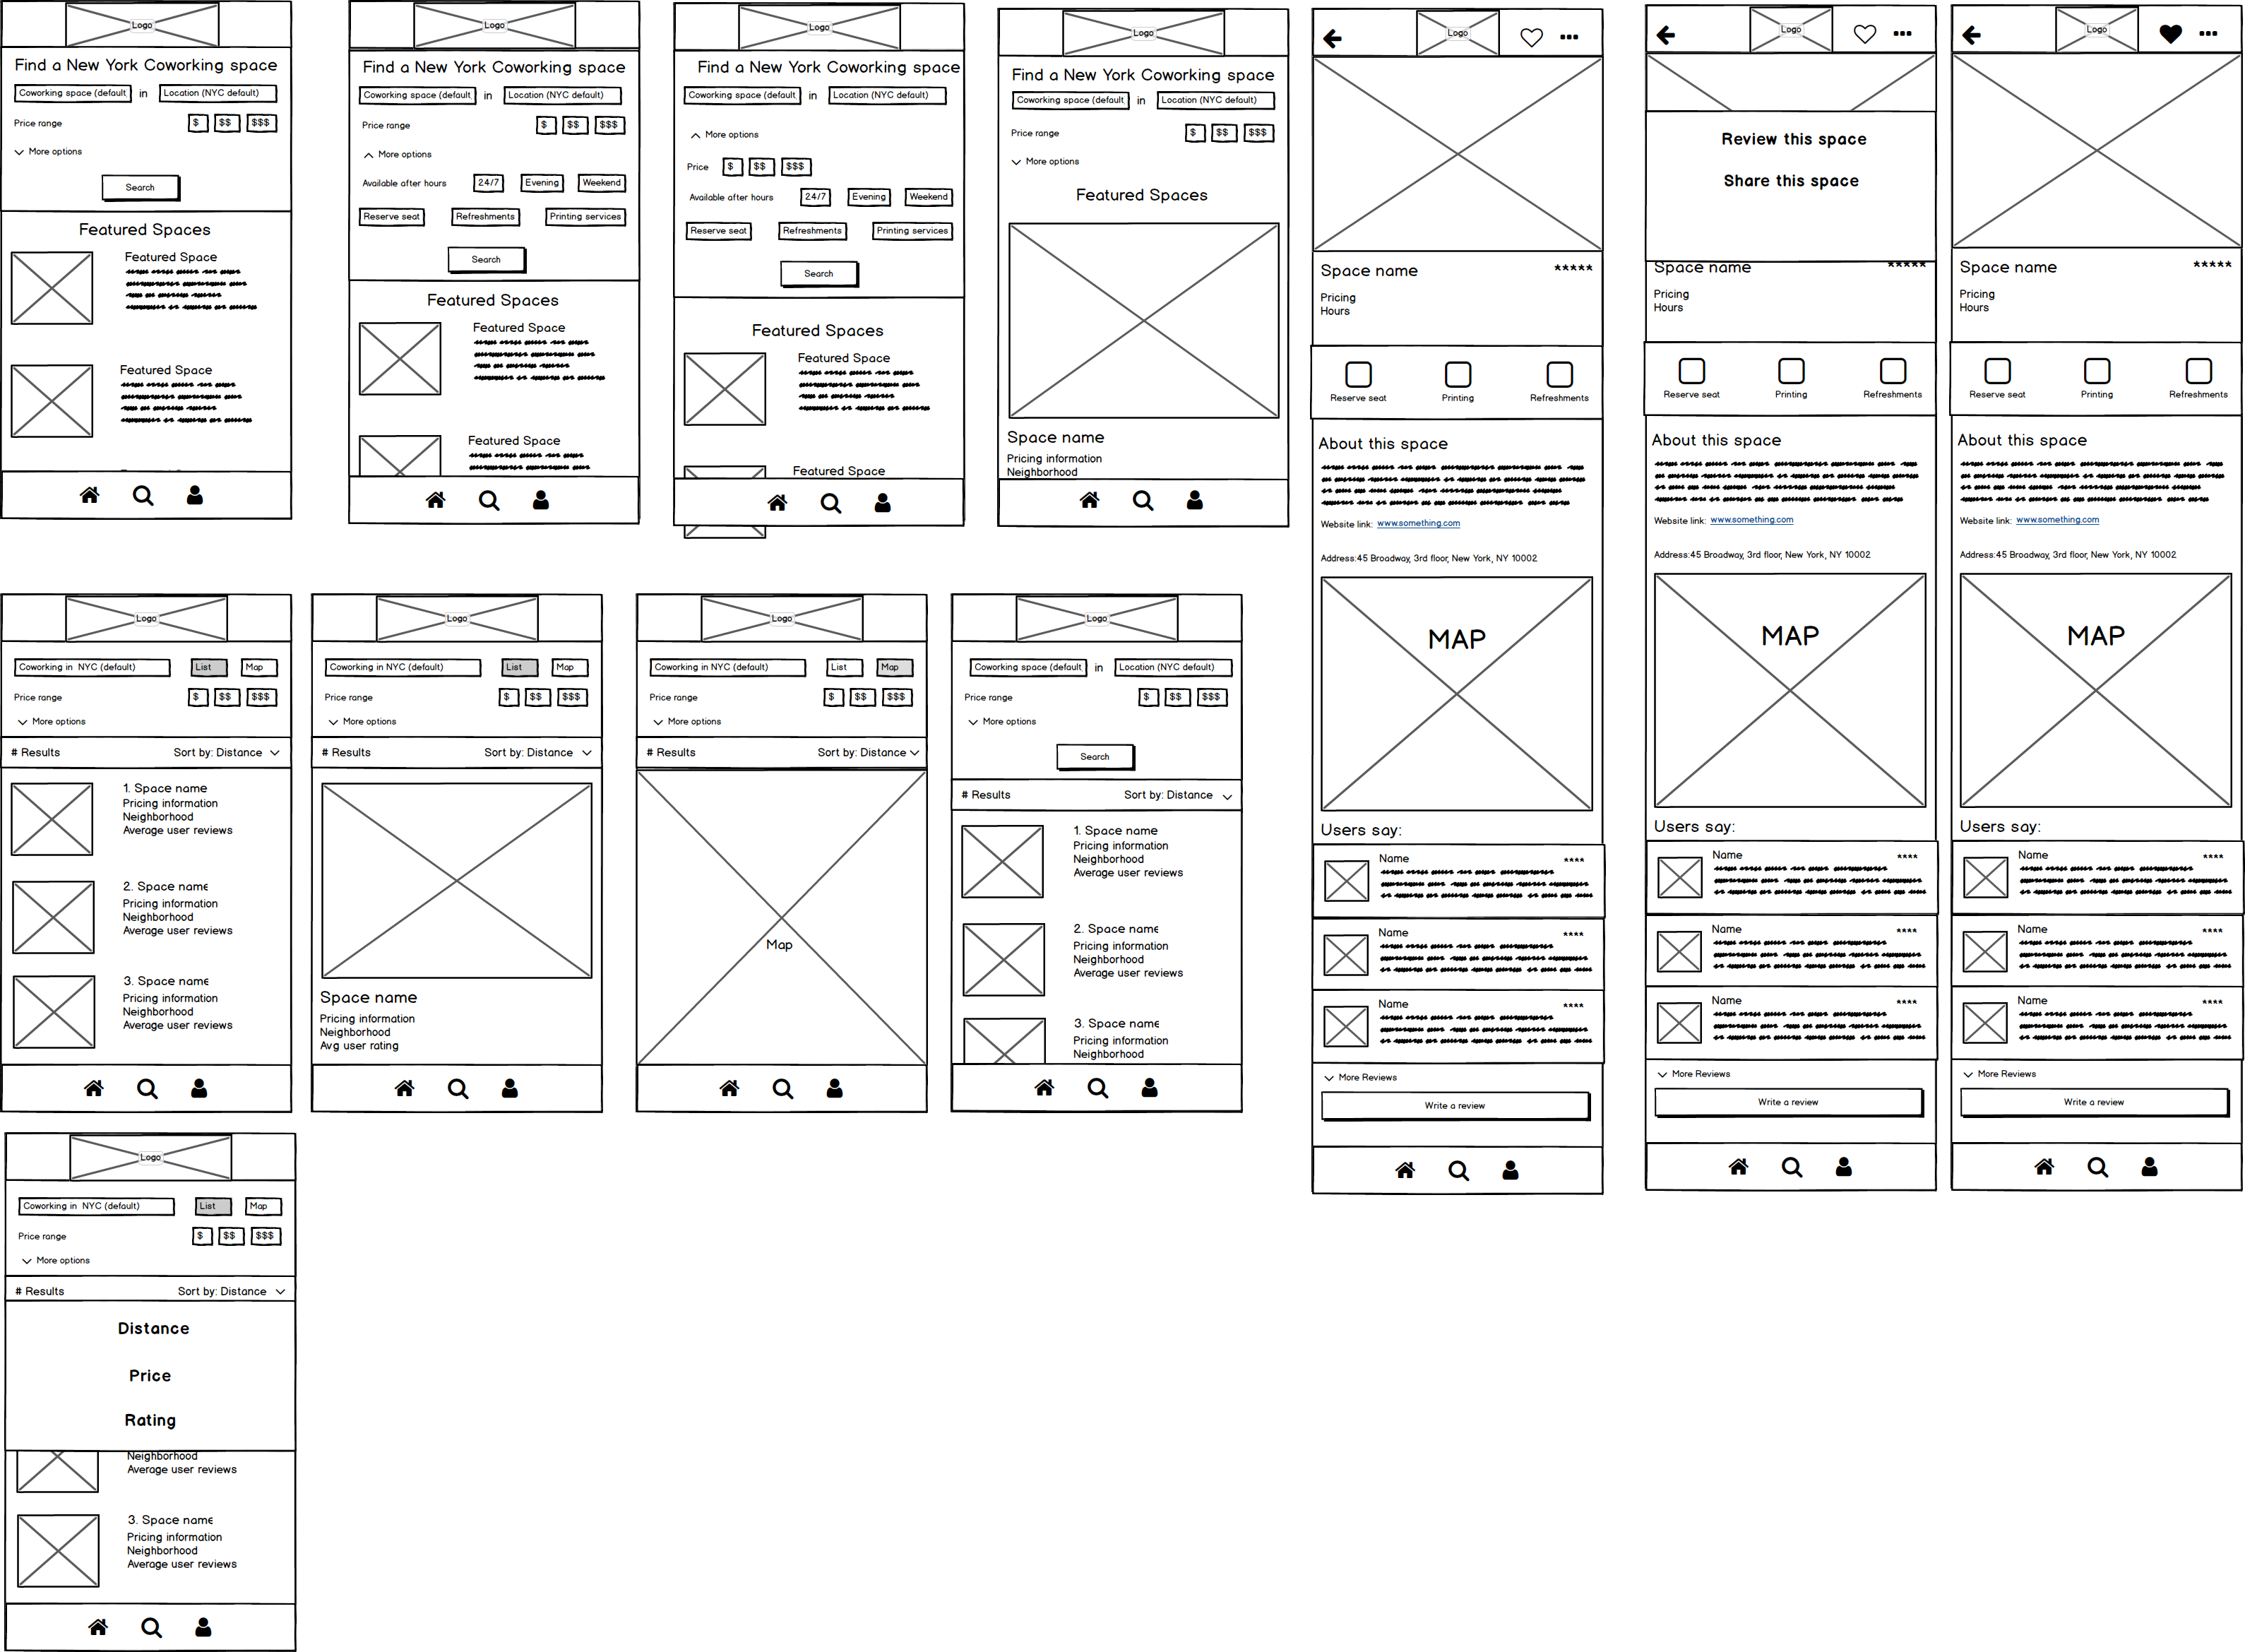 Logo
Find a New York Coworking space
Coworking space (default in Location (NYC default)
Price range $ $$ $$$
More options
Search
Featured Spaces
Featured Space
Featured Space
Logo
Find a New York Coworking space
Coworking space (default in Location (NYC default)
Price range $ $$ $$$
More options
Available after hours 24/7 Evening Weekend
Reserve seat Refreshments Printing services
Search
Featured Spaces
Featured Space
Featured Space
Logo
Find a New York Coworking space
Coworking space (default in Location (NYC default)
More options
Price $ $$ $$$
Available after hours 24/7 Evening Weekend
Reserve seat Refreshments Printing services
Search
Featured Spaces
Featured Space
Featured Space
Logo
Find a New York Coworking space
Coworking space (default in Location (NYC default)
Price range $ $$ $$$
More options
Featured Spaces
Space name
Pricing information
Neighborhood
Logo
Space name *****
Pricing
Hours
Reserve seat Printing Refreshments
About this space
Website link: www.something.com
Address:45 Broadway, 3rd floor, New York, NY 10002
MAP
Users say:
Name ****
Name ****
Name ****
More Reviews
Write a review
Logo
Review this space
Share this space
Space name *****
Pricing
Hours
Reserve seat Printing Refreshments
About this space
Website link: www.something.com
Address:45 Broadway, 3rd floor, New York, NY 10002
MAP
Users say:
Name ****
Name ****
Name ****
More Reviews
Write a review
Logo
Space name *****
Pricing
Hours
Reserve seat Printing Refreshments
About this space
Website link: www.something.com
Address:45 Broadway, 3rd floor, New York, NY 10002
MAP
Users say:
Name ****
Name ****
Name ****
More Reviews
Write a review
Logo
Coworking in NYC (default) List Map
Price range $ $$ $$$
More options
# Results Sort by: Distance
1. Space name
Pricing information
Neighborhood
Average user reviews
2. Space name
Pricing information
Neighborhood
Average user reviews
3. Space name
Pricing information
Neighborhood
Average user reviews
Logo
Coworking in NYC (default) List Map
Price range $ $$ $$$
More options
# Results Sort by: Distance
Space name
Pricing information
Neighborhood
Avg user rating
Logo
Coworking in NYC (default) List Map
Price range $ $$ $$$
More options
# Results Sort by: Distance
Map
Logo
Coworking space (default in Location (NYC default)
Price range $ $$ $$$
More options
Search
# Results Sort by: Distance
1. Space name
Pricing information
Neighborhood
Average user reviews
2. Space name
Pricing information
Neighborhood
Average user reviews
3. Space name
Pricing information
Neighborhood
Logo
Coworking in NYC (default) List Map
Price range $ $$ $$$
More options
# Results Sort by: Distance
Distance
Price
Rating
Neighborhood
Average user reviews
3. Space name
Pricing information
Neighborhood
Average user reviews